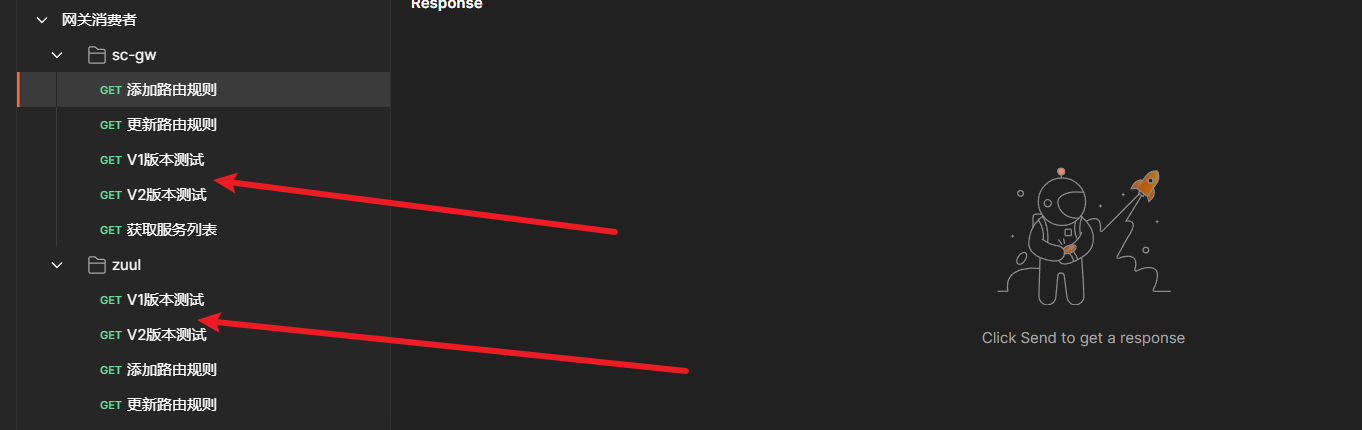 Response
网关消费者
sc-gw
GET 添加路由规则
GET 更新路由规则
GET V1版本测试
GET V2版本测试
GET 获取服务列表
zuul
GET V1版本测试
GET V2版本测试
GET 添加路由规则
GET 更新路由规则
Click Send to get a response